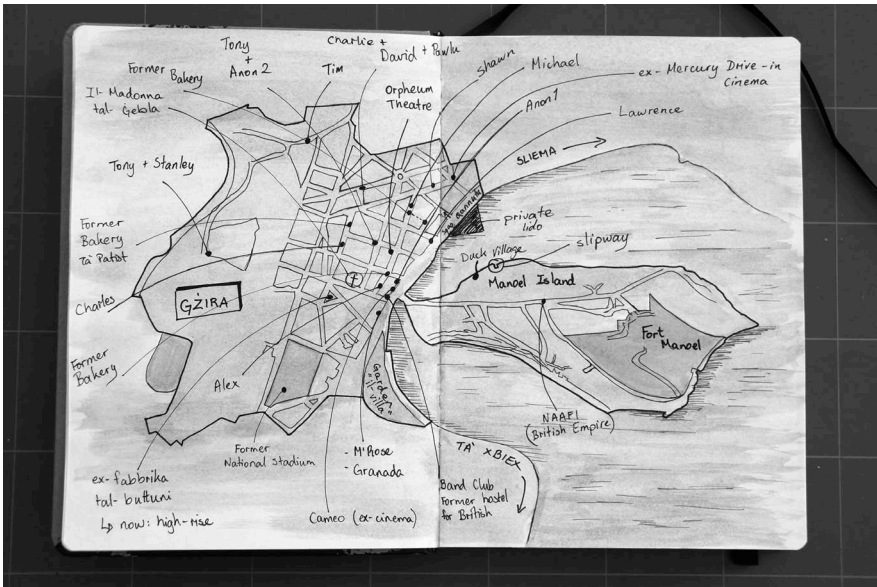 Tony
+
Anon 2
Charlie +
David + Pawlu
Former
Bakery
Tim
Shawn
Michael
ex- Mercury Drive-in
Cinema
Il- Madonna
tal- Ġebla
Orpheum
Theatre
Anon 1
Lawrence
SLIEMA
Tony + Stanley
private
lido
Former
Bakery
Ta' Patist
Duck Village
slipway
Manoel Island
Charles
GŻIRA
Fort
Manoel
Former
Bakery
Alex
Garden
"il-villa"
NAAFI
(British Empire)
Former
National Stadium
- M'Rose
- Granada
TA' XBIEX
ex- fabbrika
tal- buttuni
↳ now: high-rise
Cameo (ex-cinema)
Band Club
Former hostel
for British